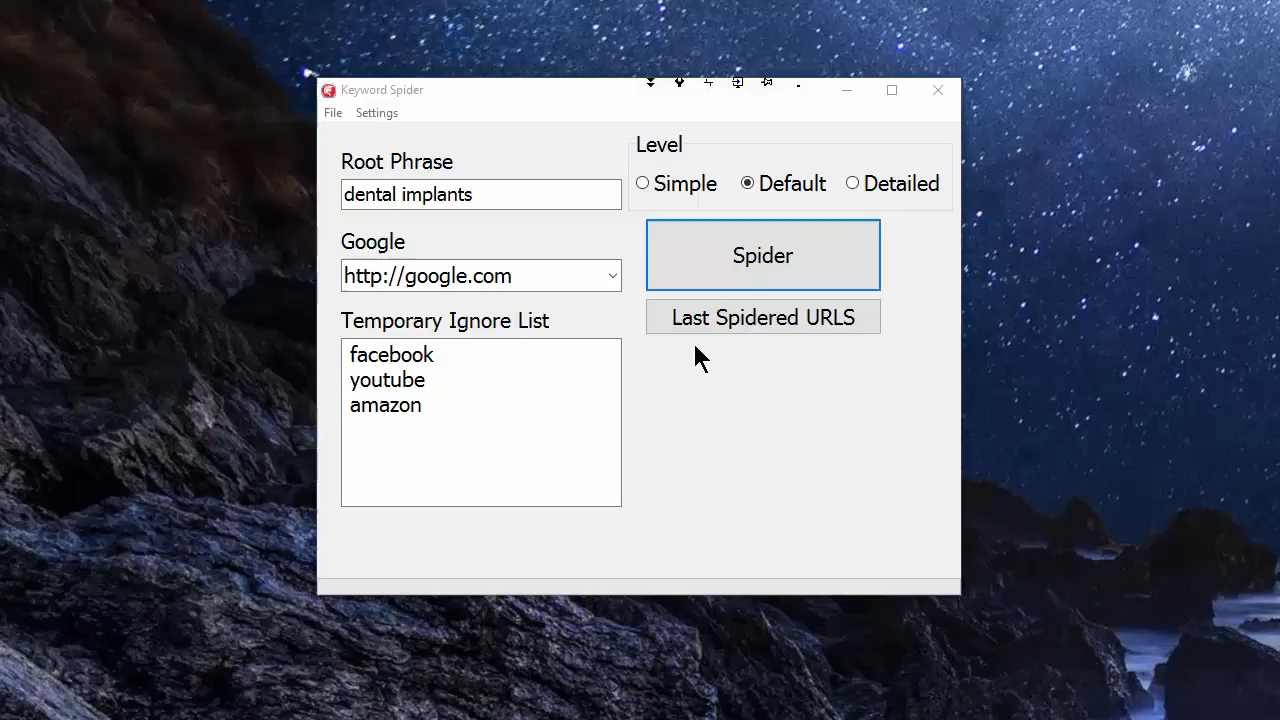 Keyword Spider
File Settings
Root Phrase
dental implants
Level
Simple Default Detailed
Google
http://google.com
Spider
Last Spidered URLS
Temporary Ignore List
facebook
youtube
amazon